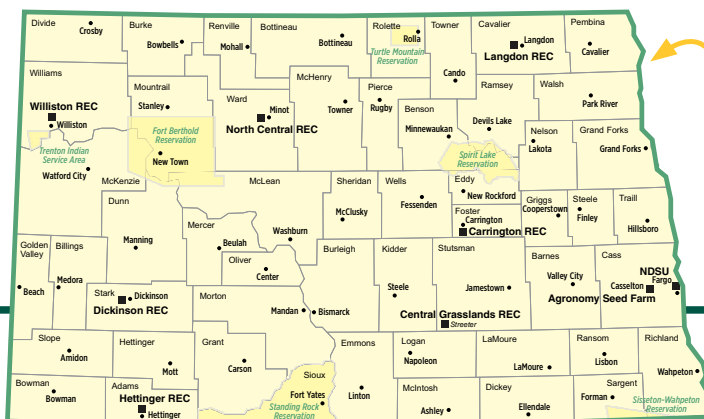 Divide
Crosby
Burke
Bowbells
Renville
Mohall
Bottineau
Bottineau
Rolette
Rolla
Turtle Mountain
Reservation
Towner
Cando
Cavalier
Langdon
Langdon REC
Pembina
Cavalier
Williams
Williston REC
Williston
Trenton Indian
Service Area
Watford City
McKenzie
Mountrail
Stanley
Fort Berthold
Reservation
New Town
Ward
Minot
North Central REC
McHenry
Towner
Pierce
Rugby
Benson
Minnewaukan
Ramsey
Devils Lake
Spirit Lake
Reservation
Walsh
Park River
Nelson
Lakota
Grand Forks
Grand Forks
Dunn
Manning
McLean
Washburn
Mercer
Beulah
Oliver
Center
Sheridan
McClusky
Wells
Fessenden
Eddy
New Rockford
Foster
Carrington
Carrington REC
Griggs
Cooperstown
Steele
Finley
Traill
Hillsboro
Golden
Valley
Beach
Billings
Medora
Stark
Dickinson
Dickinson REC
Morton
Mandan
Burleigh
Bismarck
Kidder
Steele
Stutsman
Jamestown
Central Grasslands REC
Streeter
Barnes
Valley City
Cass
Casselton
Agronomy Seed Farm
NDSU
Fargo
Slope
Amidon
Hettinger
Mott
Grant
Carson
Sioux
Fort Yates
Standing Rock
Reservation
Emmons
Linton
Logan
Napoleon
LaMoure
LaMoure
Ransom
Lisbon
Richland
Wahpeton
Bowman
Bowman
Adams
Hettinger REC
Hettinger
McIntosh
Ashley
Dickey
Ellendale
Sargent
Forman
Sisseton-Wahpeton
Reservation